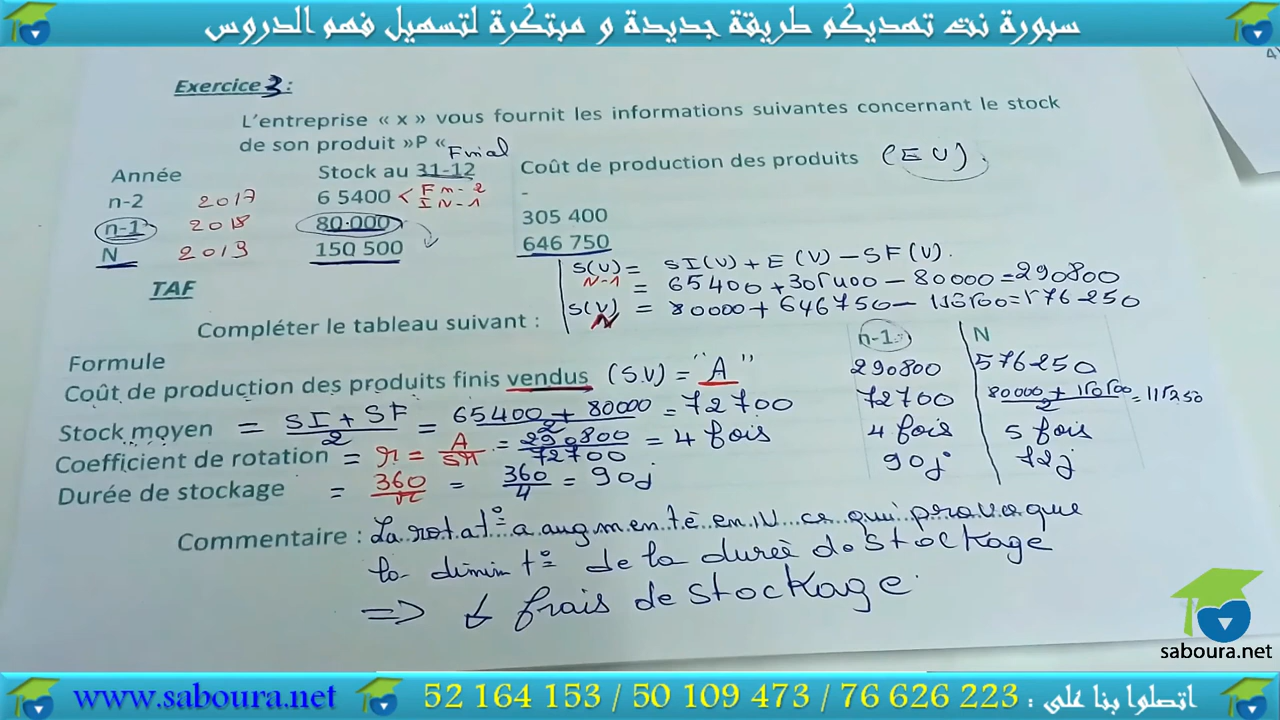 سبورة نت تهديكم طريقة جديدة و مبتكرة لتسهيل فهم الدروس
Exercice 3 :
L'entreprise « x » vous fournit les informations suivantes concernant le stock
de son produit »P «
Final
Année Stock au 31-12 Coût de production des produits (EV).
n-2 2017 6 5400 < F n-2 -
I N-1
n-1 2018 80.000 305 400
N 2019 150 500 646 750
S(V) = SI(V) + E(V) - SF(V).
N-1 = 65400 + 305400 - 80000 = 290800
TAF
S(V) = 80000 + 646750 - 150500 = 576250
N
Compléter le tableau suivant :
Formule n-1 N
Coût de production des produits finis vendus (S.V) = "A" 290800 576250
Stock moyen = SI + SF / 2 = 65400 + 80000 / 2 = 72700 72700 80000 + 150500 / 2 = 115250
Coefficient de rotation = r = A / SM = 290800 / 72700 = 4 fois 4 fois 5 fois
Durée de stockage = 360 / r = 360 / 4 = 90j 90j 72j
Commentaire : La rotat° a augmenté en N ce qui provoque
la dimin t° de la durée de stockage
=> ↓ frais de stockage.
saboura.net
www.saboura.net 52 164 153 / 50 109 473 / 76 626 223 : اتصلوا بنا على